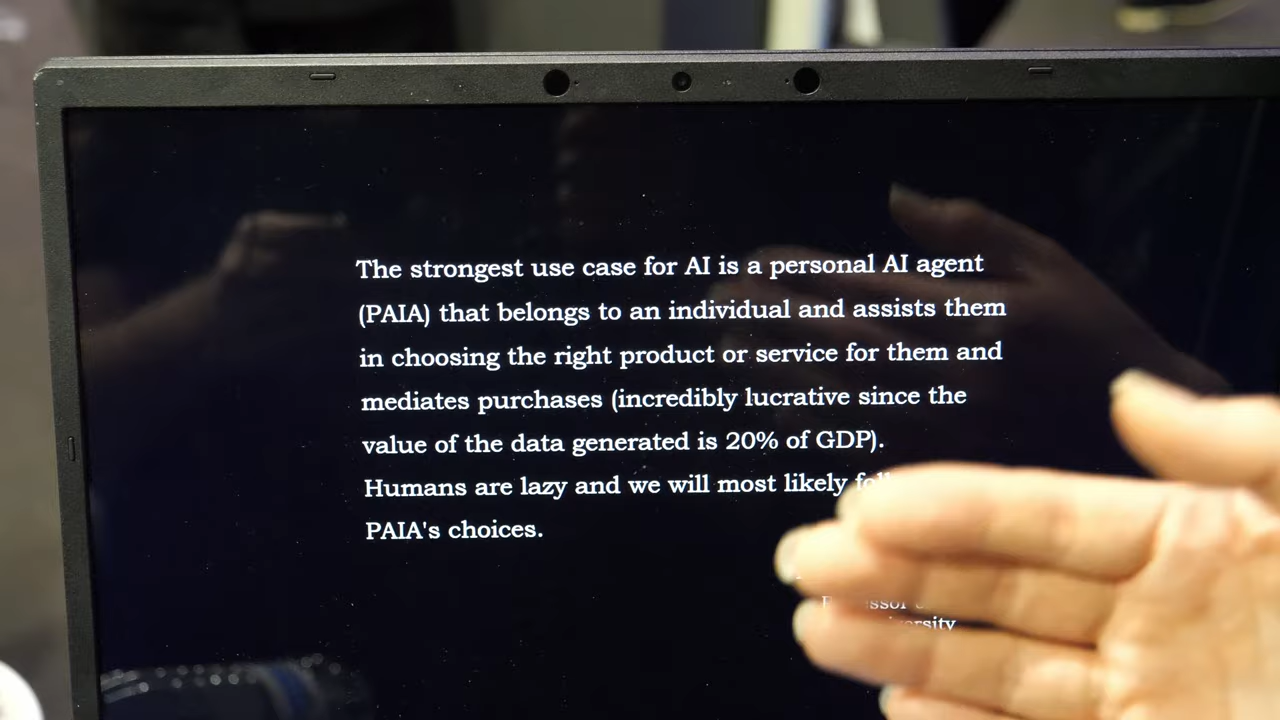 The strongest use case for AI is a personal AI agent
(PAIA) that belongs to an individual and assists them
in choosing the right product or service for them and
mediates purchases (incredibly lucrative since the
value of the data generated is 20% of GDP).
Humans are lazy and we will most likely
PAIA's choices.